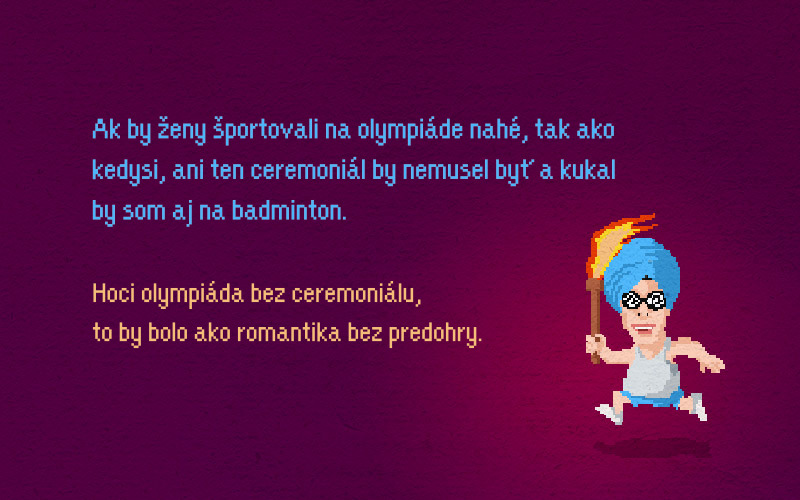 Ak by ženy športovali na olympiáde nahé, tak ako
kedysi, ani ten ceremoniál by nemusel byť a kukal
by som aj na badminton.
Hoci olympiáda bez ceremoniálu,
to by bolo ako romantika bez predohry.